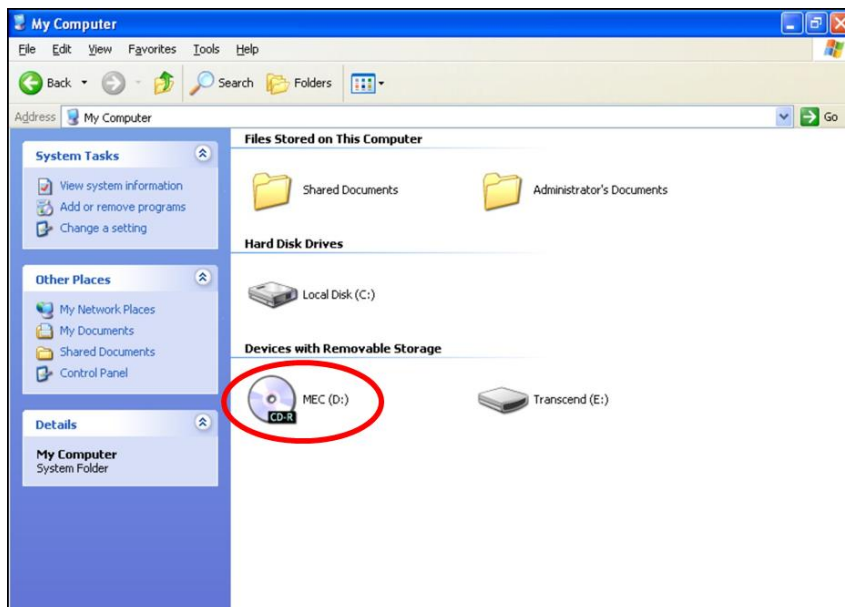 My Computer
File Edit View Favorites Tools Help
Back Search Folders
Address My Computer Go
System Tasks
View system information
Add or remove programs
Change a setting
Other Places
My Network Places
My Documents
Shared Documents
Control Panel
Details
My Computer
System Folder
Files Stored on This Computer
Shared Documents Administrator's Documents
Hard Disk Drives
Local Disk (C:)
Devices with Removable Storage
CD-R MEC (D:) Transcend (E:)